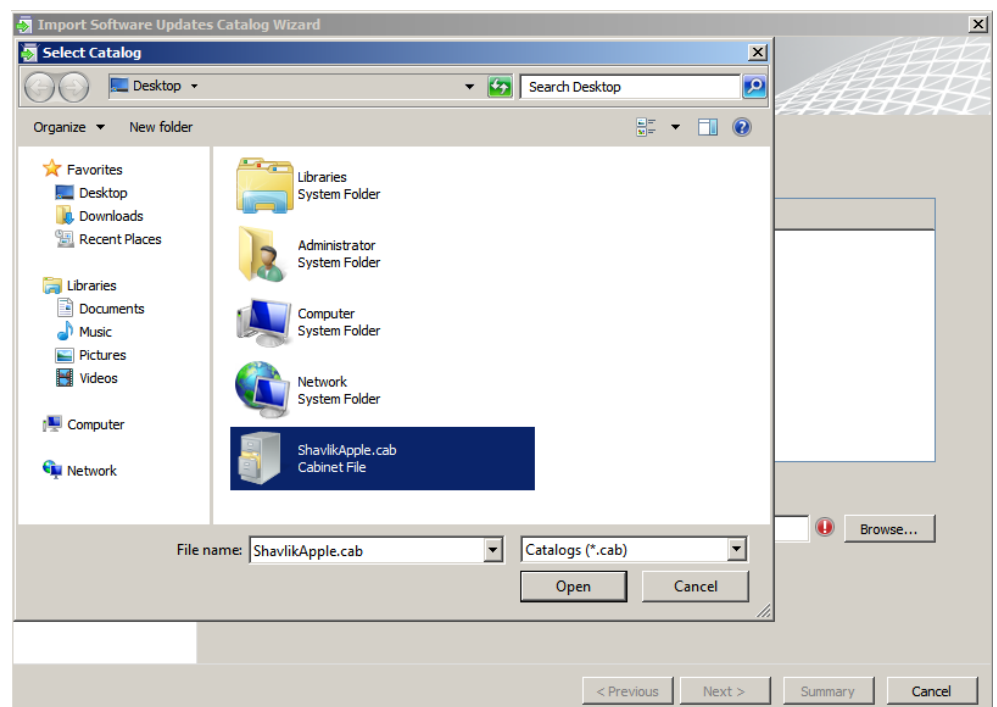 Import Software Updates Catalog Wizard
Select Catalog
Desktop
Search Desktop
Organize
New folder
Favorites
Desktop
Downloads
Recent Places
Libraries
Documents
Music
Pictures
Videos
Computer
Network
Libraries
System Folder
Administrator
System Folder
Computer
System Folder
Network
System Folder
ShavlikApple.cab
Cabinet File
File name: ShavlikApple.cab
Catalogs (*.cab)
Open
Cancel
Browse...
< Previous
Next >
Summary
Cancel